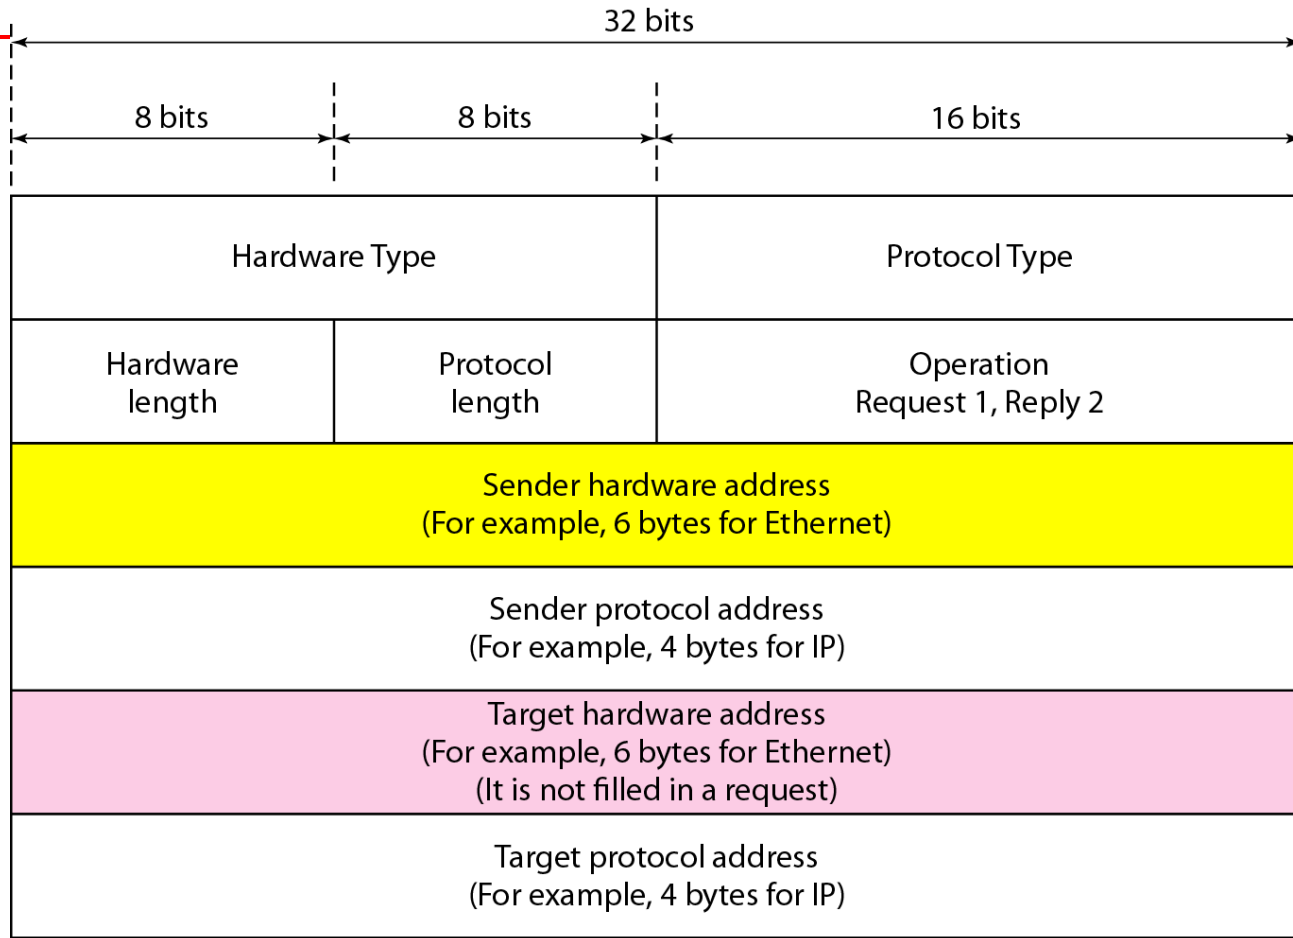 32 bits
8 bits
8 bits
16 bits
Hardware Type
Protocol Type
Hardware
length
Protocol
length
Operation
Request 1, Reply 2
Sender hardware address
(For example, 6 bytes for Ethernet)
Sender protocol address
(For example, 4 bytes for IP)
Target hardware address
(For example, 6 bytes for Ethernet)
(It is not filled in a request)
Target protocol address
(For example, 4 bytes for IP)